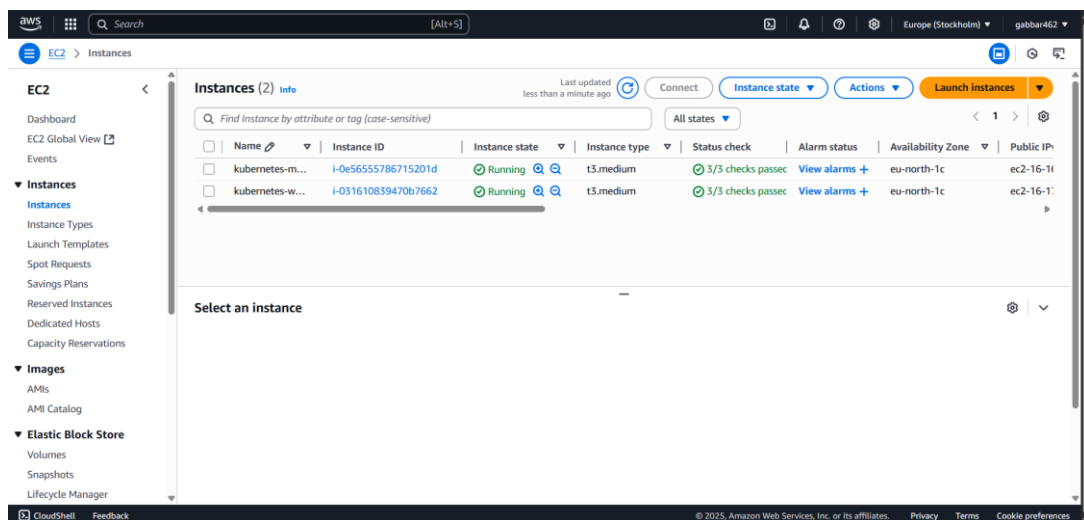 aws Search [Alt+S] Europe (Stockholm) gabbar462
EC2 > Instances
EC2
Dashboard
EC2 Global View
Events
Instances
Instances
Instance Types
Launch Templates
Spot Requests
Savings Plans
Reserved Instances
Dedicated Hosts
Capacity Reservations
Images
AMIs
AMI Catalog
Elastic Block Store
Volumes
Snapshots
Lifecycle Manager
Instances (2) Info
Last updated
less than a minute ago
Connect Instance state Actions Launch instances
Find Instance by attribute or tag (case-sensitive) All states 1
Name Instance ID Instance state Instance type Status check Alarm status Availability Zone Public IPv
kubernetes-m... i-0e56555786715201d Running t3.medium 3/3 checks passec View alarms + eu-north-1c ec2-16-16
kubernetes-w... i-031610839470b7662 Running t3.medium 3/3 checks passec View alarms + eu-north-1c ec2-16-17
Select an instance
CloudShell Feedback © 2025, Amazon Web Services, Inc. or its affiliates. Privacy Terms Cookie preferences